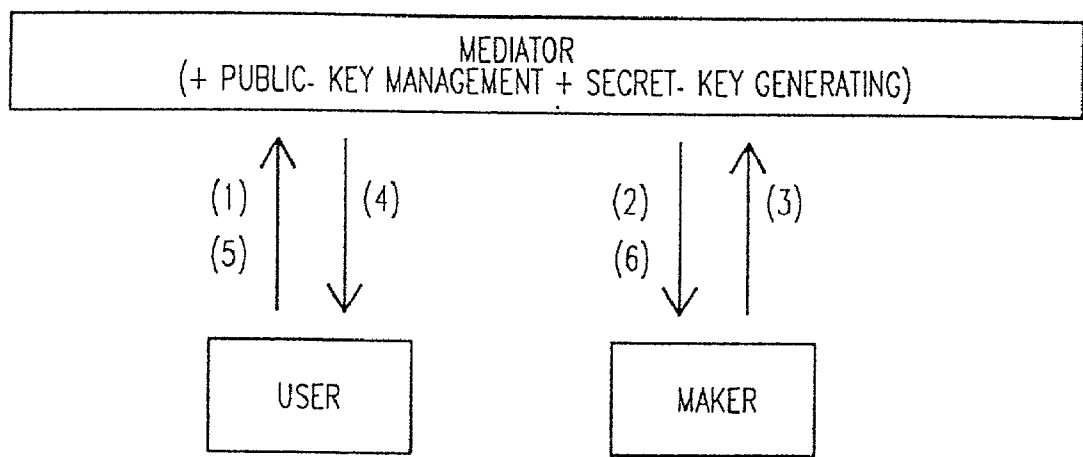 MEDIATOR
(+ PUBLIC- KEY MANAGEMENT + SECRET- KEY GENERATING)
(1) (4) (2) (3)
(5) (6)
USER MAKER